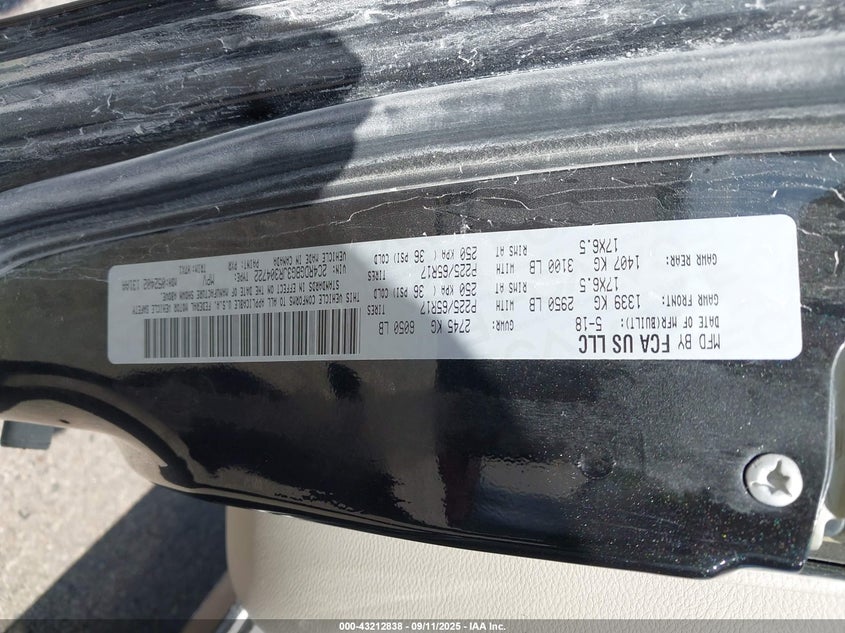 MFD BY FCA US LLC
DATE OF MFR(BUILT): 5-18 GVWR: 2745 KG 6050 LB
GAWR FRONT: 1339 KG 2950 LB WITH P225/65R17 TIRES
17X6.5 RIMS AT 250 KPA ( 36 PSI) COLD
GAWR REAR: 1407 KG 3100 LB WITH P225/65R17 TIRES
17X6.5 RIMS AT 250 KPA ( 36 PSI) COLD
THIS VEHICLE CONFORMS TO ALL APPLICABLE U.S.A. FEDERAL MOTOR VEHICLE SAFETY
STANDARDS IN EFFECT ON THE DATE OF MANUFACTURE SHOWN ABOVE.
VIN: 2C4RDGBG3JR304722 TYPE: MPV
VEHICLE MADE IN CANADA PAINT: PXR TRIM:
000-43212838 - 09/11/2025 - IAA Inc.